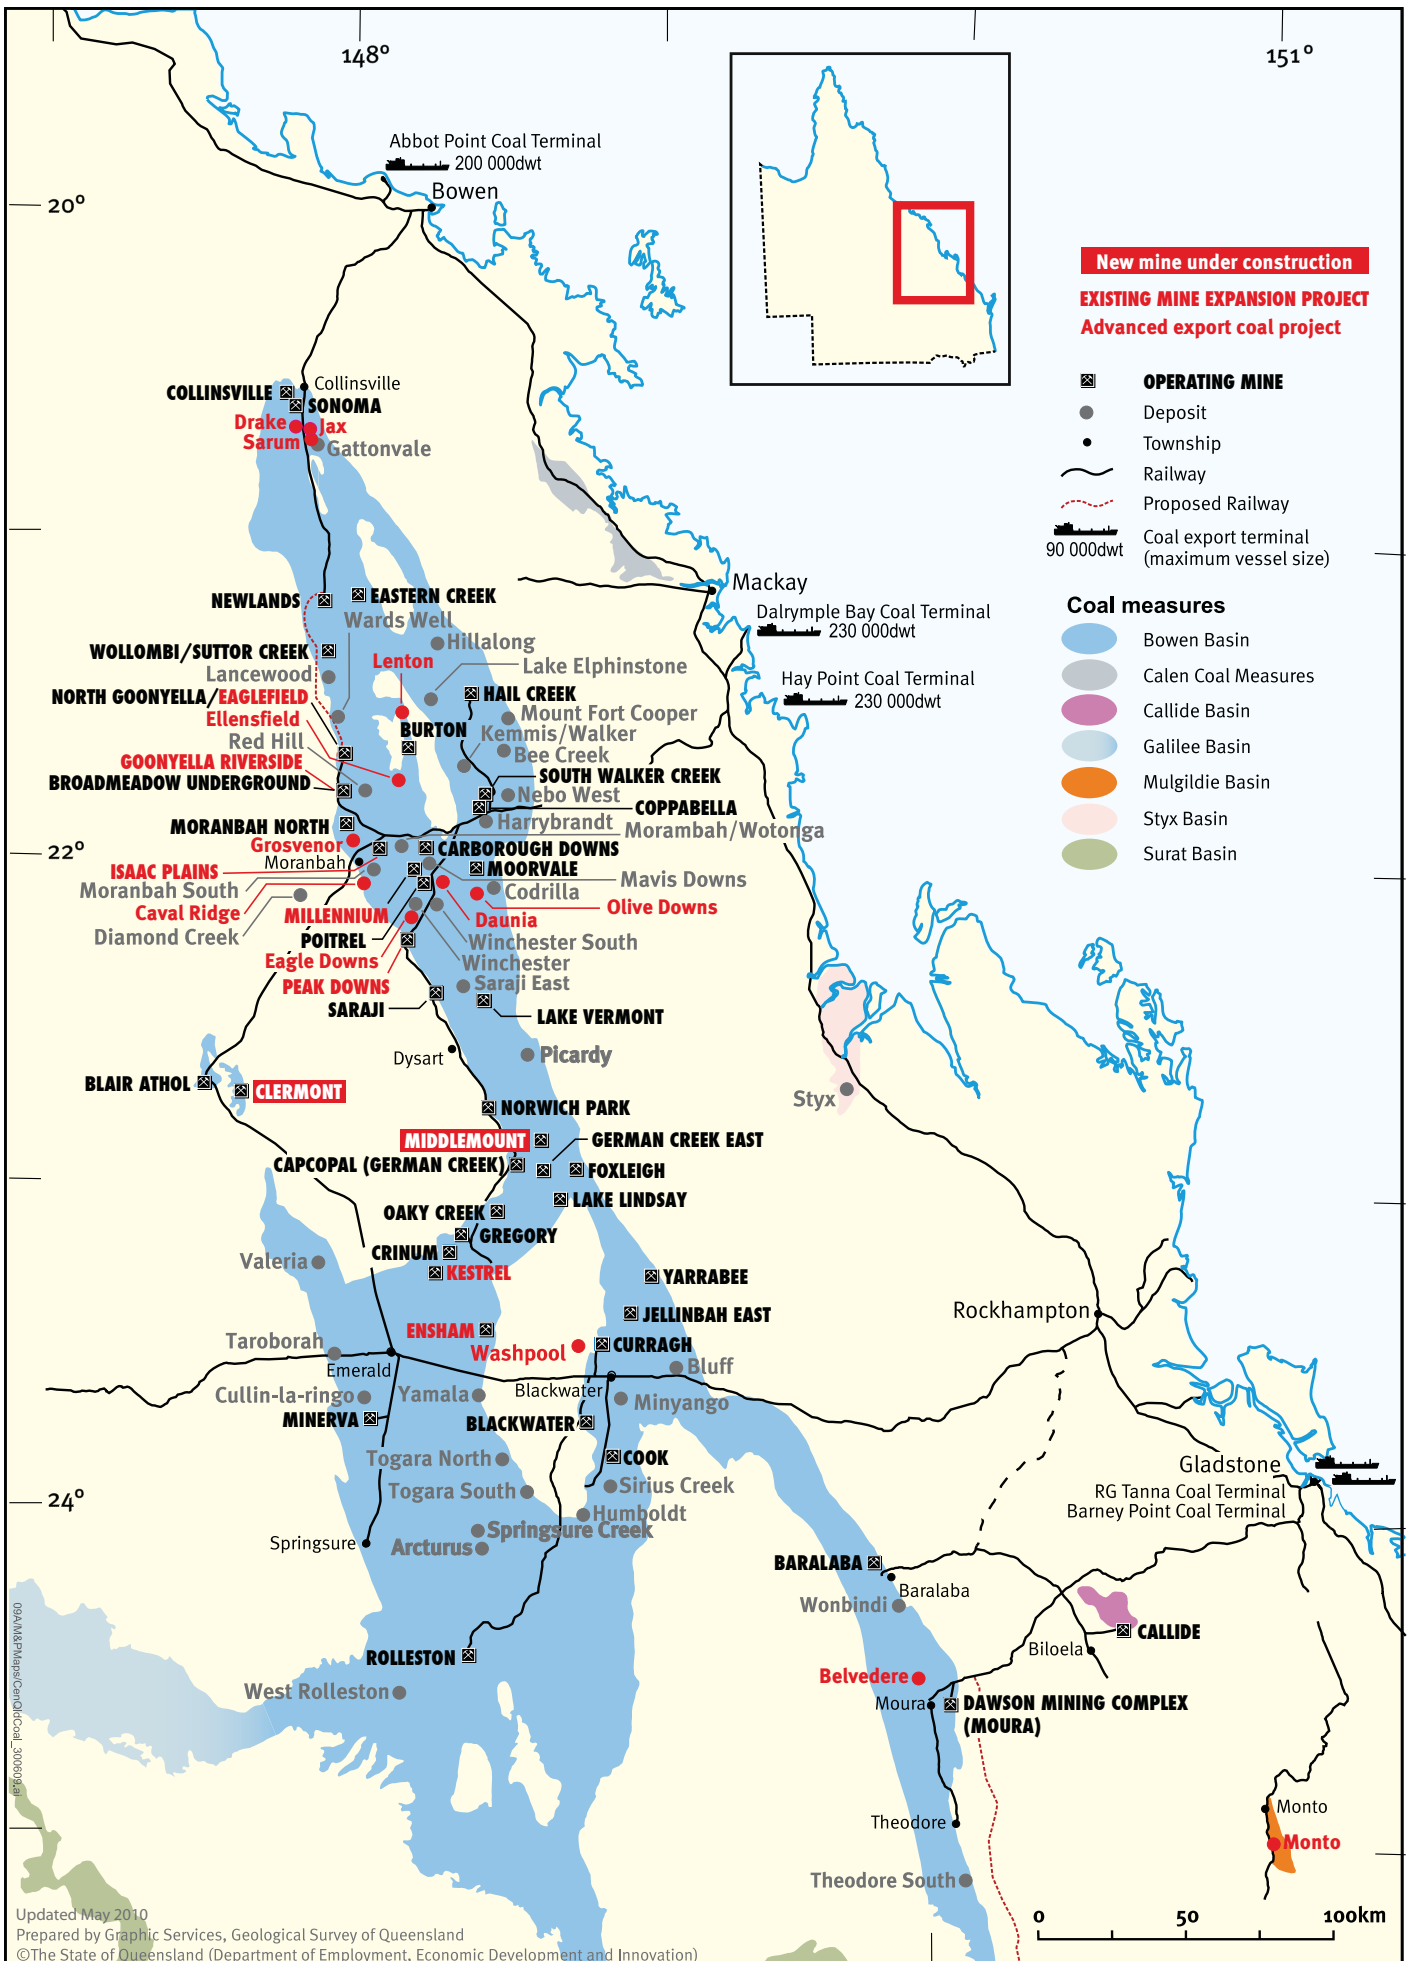 148°
151°
Abbot Point Coal Terminal
200 000dwt
Bowen
20°
New mine under construction
EXISTING MINE EXPANSION PROJECT
Advanced export coal project
OPERATING MINE
Deposit
Township
Railway
Proposed Railway
90 000dwt
Coal export terminal
(maximum vessel size)
Coal measures
Bowen Basin
Calen Coal Measures
Callide Basin
Galilee Basin
Mulgildie Basin
Styx Basin
Surat Basin
COLLINSVILLE
Collinsville
SONOMA
Drake
Jax
Sarum
Gattonvale
Mackay
NEWLANDS
EASTERN CREEK
Wards Well
Dalrymple Bay Coal Terminal
230 000dwt
Hillalong
WOLLOMBI/SUTTOR CREEK
Lenton
Lake Elphinstone
Lancewood
Hay Point Coal Terminal
230 000dwt
NORTH GOONYELLA/EAGLEFIELD
HAIL CREEK
Ellensfield
Mount Fort Cooper
BURTON
Kemmis/Walker
Red Hill
Bee Creek
GOONYELLA RIVERSIDE
SOUTH WALKER CREEK
BROADMEADOW UNDERGROUND
Nebo West
COPPABELLA
MORANBAH NORTH
Harrybrandt
Morambah/Wotonga
Grosvenor
CARBOROUGH DOWNS
22°
Moranbah
ISAAC PLAINS
MOORVALE
Mavis Downs
Moranbah South
Codrilla
Caval Ridge
MILLENNIUM
Olive Downs
Daunia
Diamond Creek
POITREL
Winchester South
Eagle Downs
Winchester
PEAK DOWNS
Saraji East
SARAJI
LAKE VERMONT
Dysart
Picardy
BLAIR ATHOL
CLERMONT
Styx
NORWICH PARK
MIDDLEMOUNT
GERMAN CREEK EAST
CAPCOPAL (GERMAN CREEK)
FOXLEIGH
LAKE LINDSAY
OAKY CREEK
GREGORY
CRINUM
Valeria
KESTREL
YARRABEE
Rockhampton
JELLINBAH EAST
ENSHAM
Taroborah
Washpool
CURRAGH
Emerald
Bluff
Cullin-la-ringo
Yamala
Blackwater
Minyango
MINERVA
BLACKWATER
Togara North
COOK
Gladstone
Togara South
Sirius Creek
RG Tanna Coal Terminal
24°
Humboldt
Barney Point Coal Terminal
Springsure Creek
Springsure
Arcturus
BARALABA
Baralaba
Wonbindi
CALLIDE
Biloela
ROLLESTON
Belvedere
West Rolleston
Moura
DAWSON MINING COMPLEX
(MOURA)
09A/M&PMaps/CenQldCoal_300609.ai
Monto
Theodore
Monto
Theodore South
0 50 100km
Updated May 2010
Prepared by Graphic Services, Geological Survey of Queensland
©The State of Queensland (Department of Employment, Economic Development and Innovation)